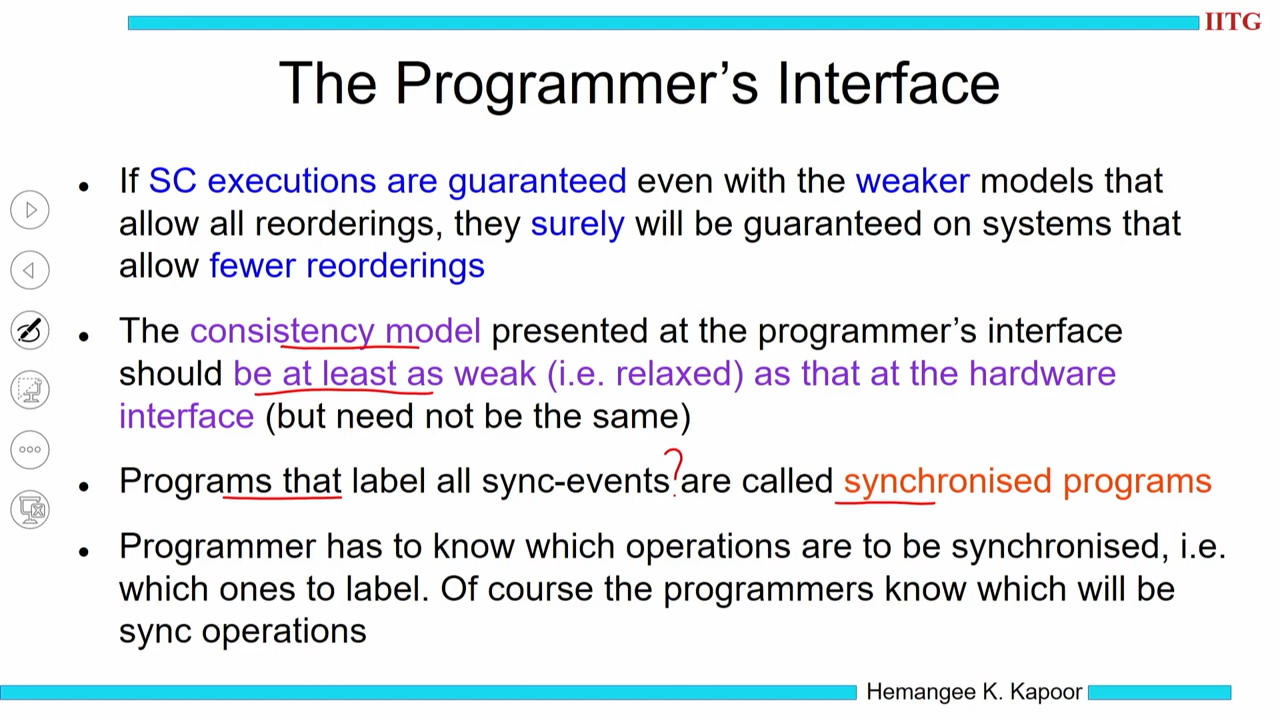 IITG
The Programmer's Interface
• If SC executions are guaranteed even with the weaker models that
allow all reorderings, they surely will be guaranteed on systems that
allow fewer reorderings
• The consistency model presented at the programmer's interface
should be at least as weak (i.e. relaxed) as that at the hardware
interface (but need not be the same)
• Programs that label all sync-events? are called synchronised programs
• Programmer has to know which operations are to be synchronised, i.e.
which ones to label. Of course the programmers know which will be
sync operations
Hemangee K. Kapoor